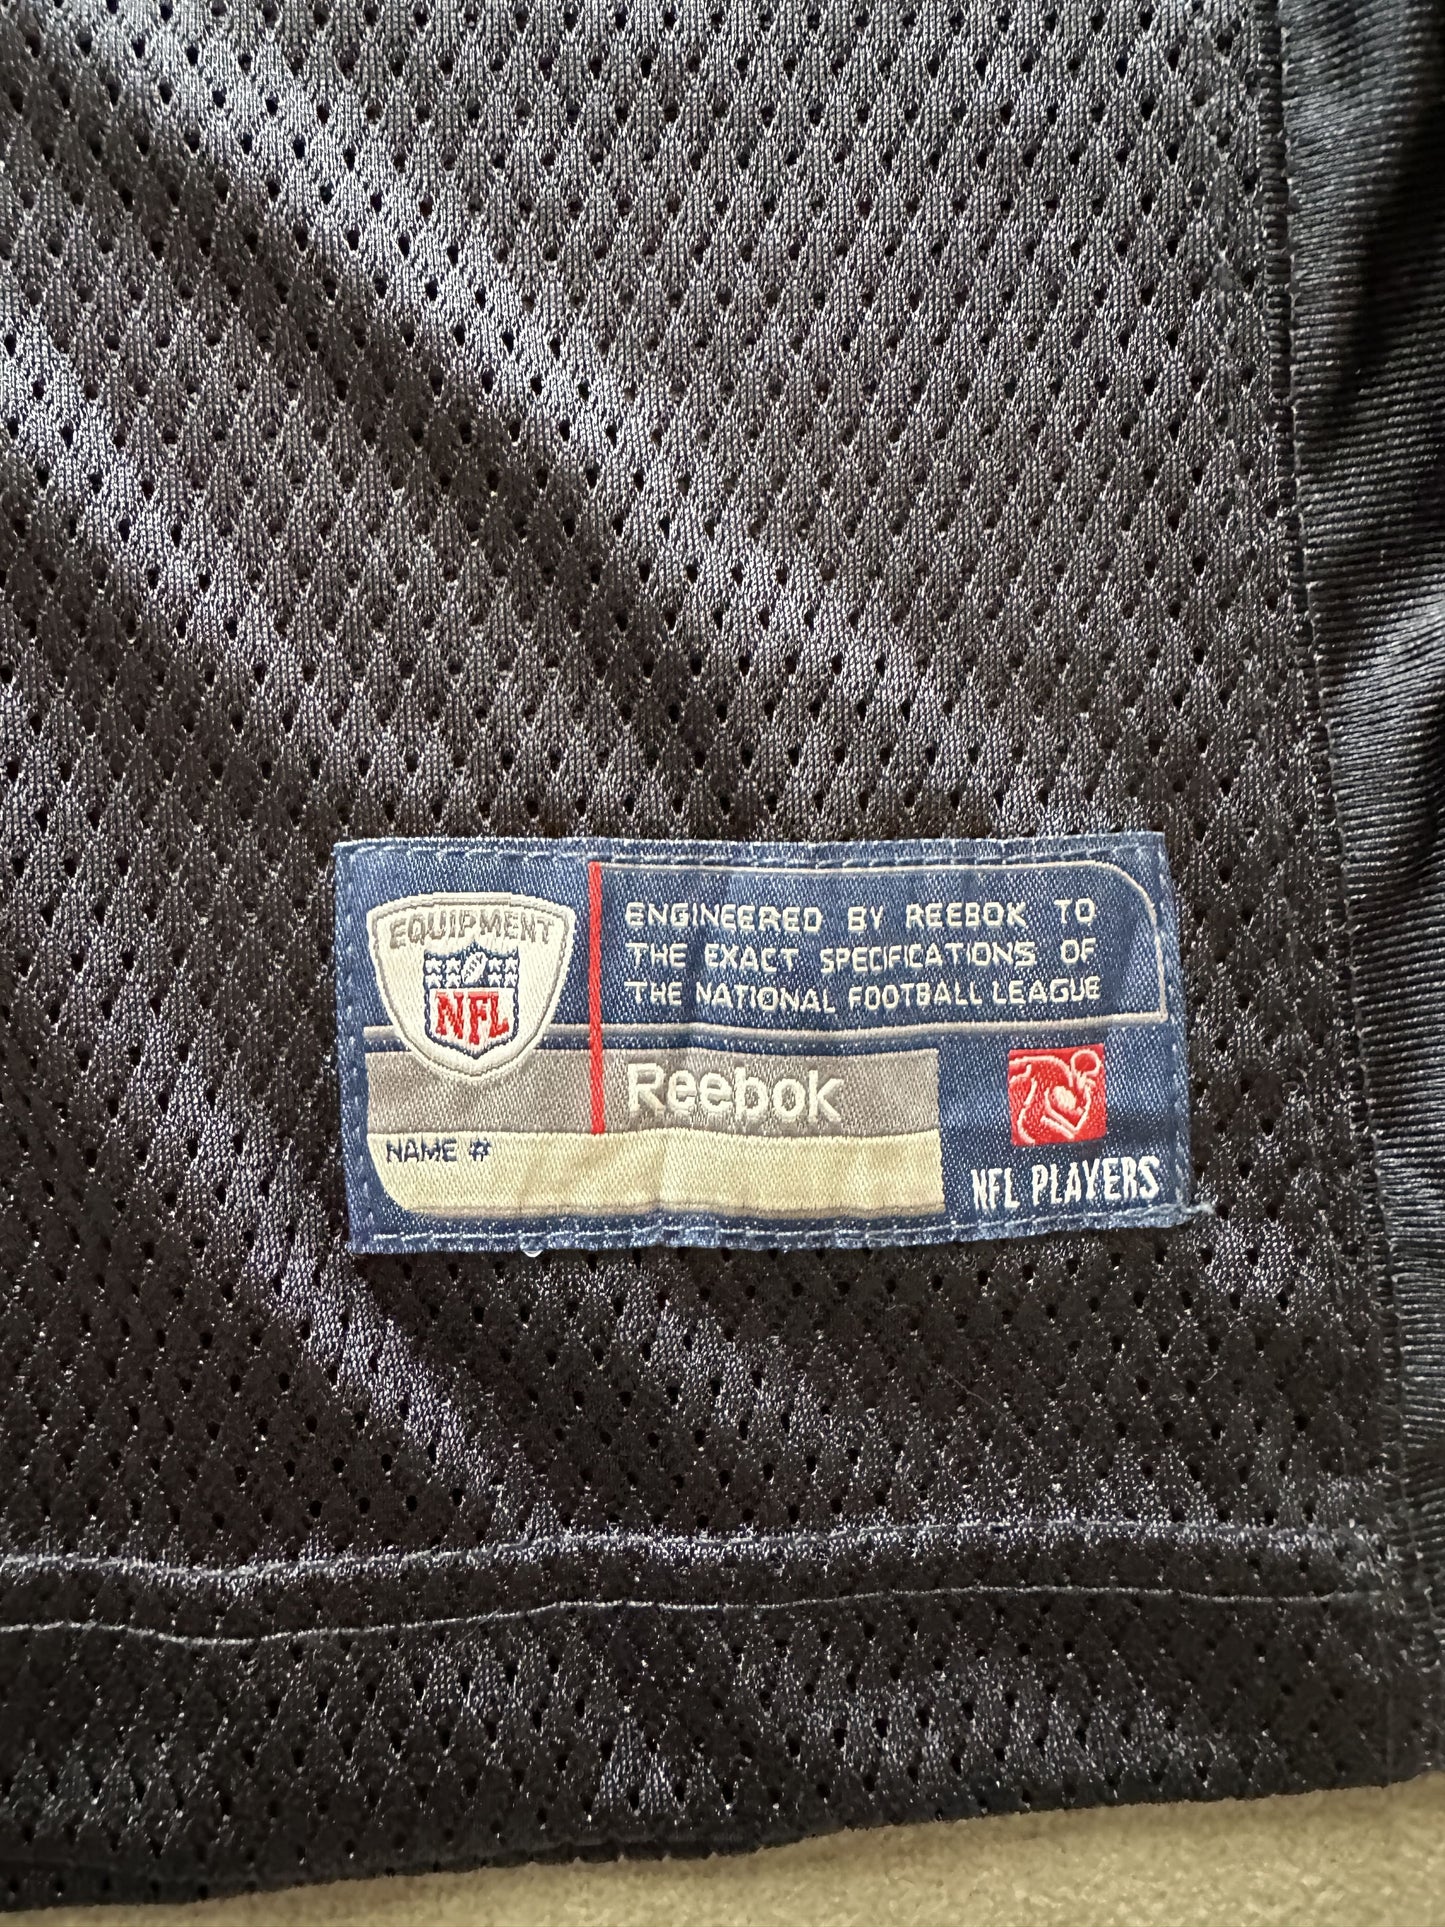 EQUIPMENT
NFL
ENGINEERED BY REEBOK TO
THE EXACT SPECIFICATIONS OF
THE NATIONAL FOOTBALL LEAGUE
Reebok
NAME #
NFL PLAYERS